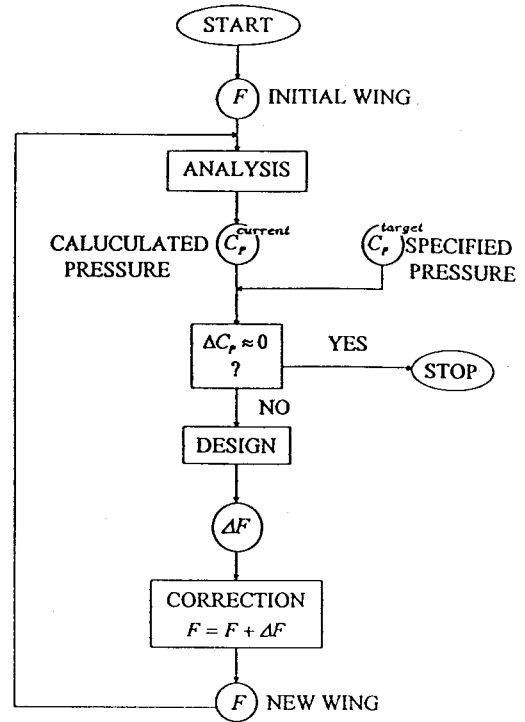 START
F INITIAL WING
ANALYSIS
CALUCULATED
PRESSURE
C_P^current
C_P^target
SPECIFIED
PRESSURE
ΔC_P ≈ 0
?
YES
STOP
NO
DESIGN
ΔF
CORRECTION
F = F + ΔF
F NEW WING